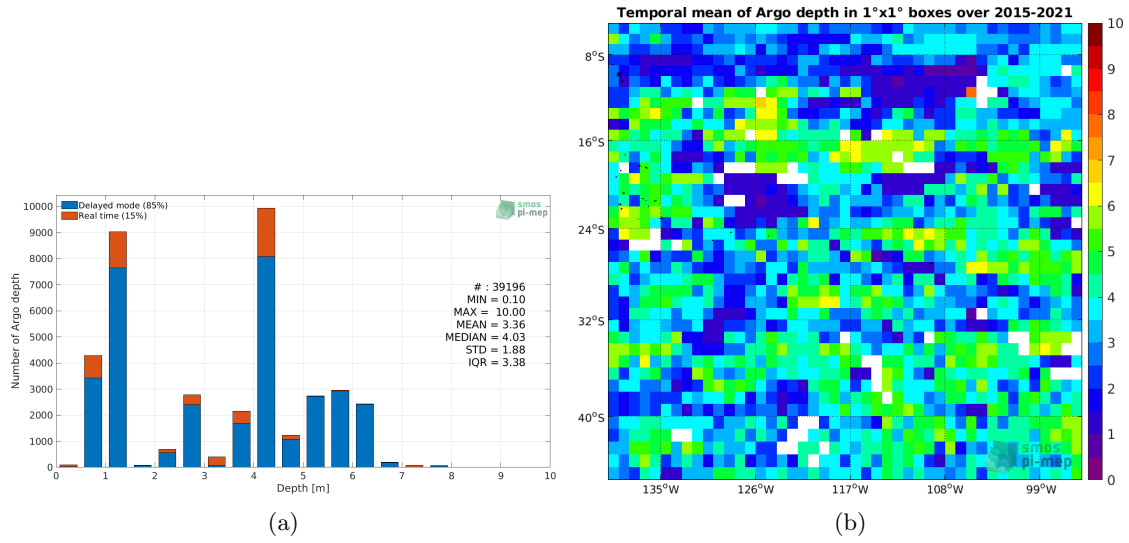 Delayed mode (85%)
Real time (15%)
smos
pi-mep
Number of Argo depth
10000
9000
8000
7000
6000
5000
4000
3000
2000
1000
0
# : 39196
MIN = 0.10
MAX = 10.00
MEAN = 3.36
MEDIAN = 4.03
STD = 1.88
IQR = 3.38
0 1 2 3 4 5 6 7 8 9 10
Depth [m]
(a)
Temporal mean of Argo depth in 1°x1° boxes over 2015-2021
8°S
16°S
24°S
32°S
40°S
135°W 126°W 117°W 108°W 99°W
smos
pi-mep
10
9
8
7
6
5
4
3
2
1
0
(b)